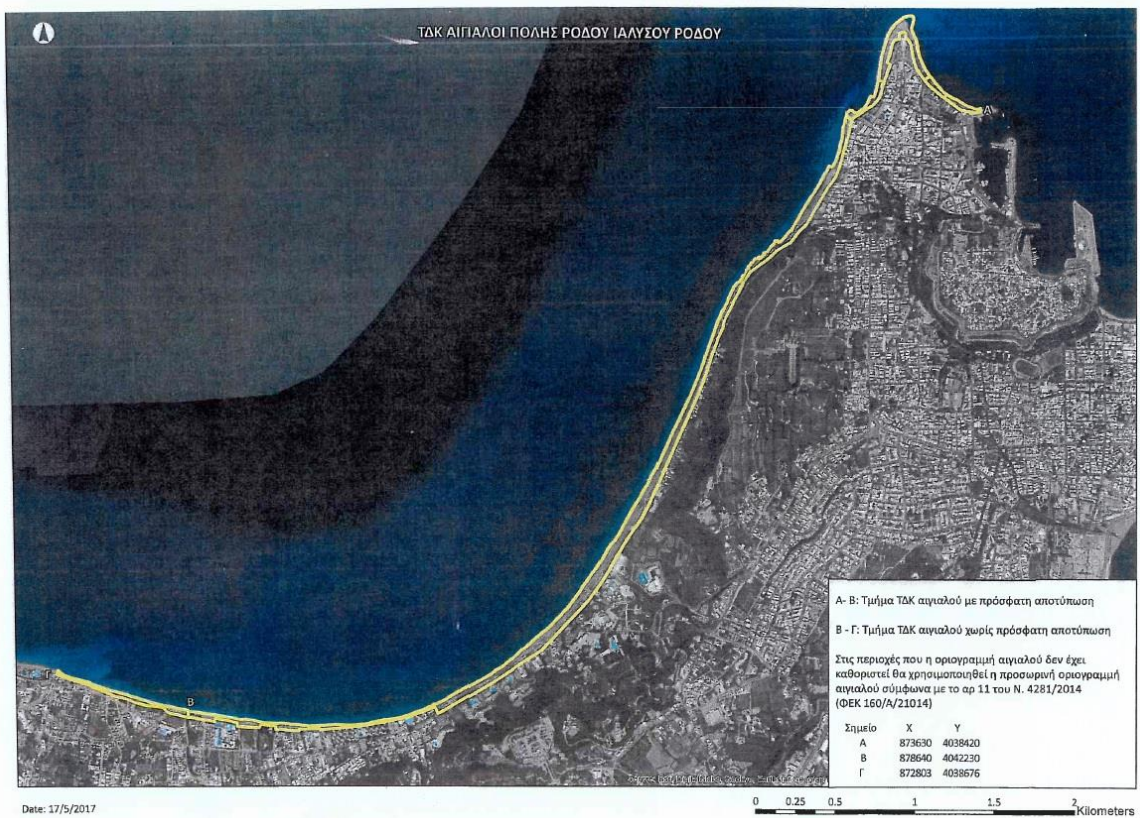 ΤΔΚ ΑΙΓΙΑΛΟΙ ΠΟΛΗΣ ΡΟΔΟΥ ΙΑΛΥΣΟΥ ΡΟΔΟΥ
Α
Β
Γ
Α- Β: Τμήμα ΤΔΚ αιγιαλού με πρόσφατη αποτύπωση
Β - Γ: Τμήμα ΤΔΚ αιγιαλού χωρίς πρόσφατη αποτύπωση
Στις περιοχές που η οριογραμμή αιγιαλού δεν έχει
καθοριστεί θα χρησιμοποιηθεί η προσωρινή οριογραμμή
αιγιαλού σύμφωνα με το αρ 11 του Ν. 4281/2014
(ΦΕΚ 160/Α/21014)
Σημείο Χ Υ
Α 873630 4038420
Β 878640 4042230
Γ 872803 4038676
Date: 17/5/2017
0 0.25 0.5 1 1.5 2
Kilometers